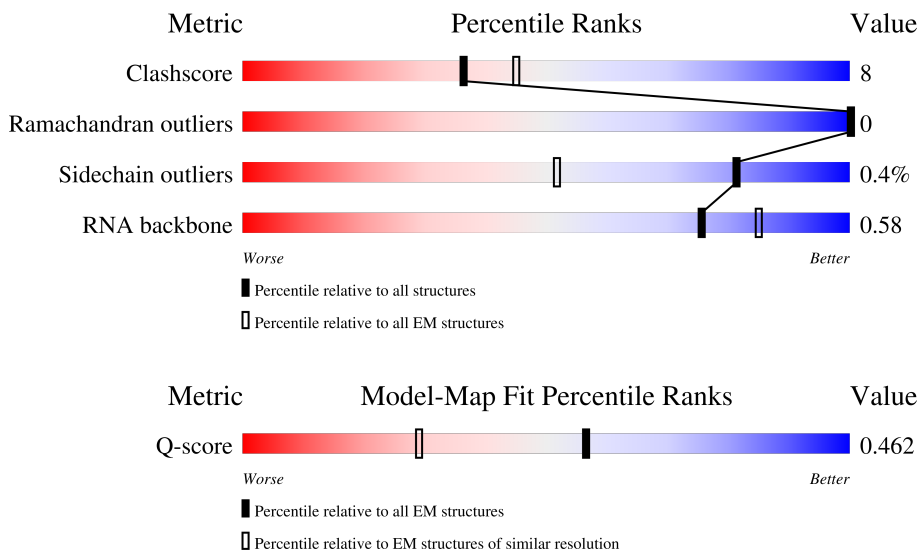 Metric Percentile Ranks Value
Clashscore 8
Ramachandran outliers 0
Sidechain outliers 0.4%
RNA backbone 0.58
Worse Better
Percentile relative to all structures
Percentile relative to all EM structures
Metric Model-Map Fit Percentile Ranks Value
Q-score 0.462
Worse Better
Percentile relative to all EM structures
Percentile relative to EM structures of similar resolution